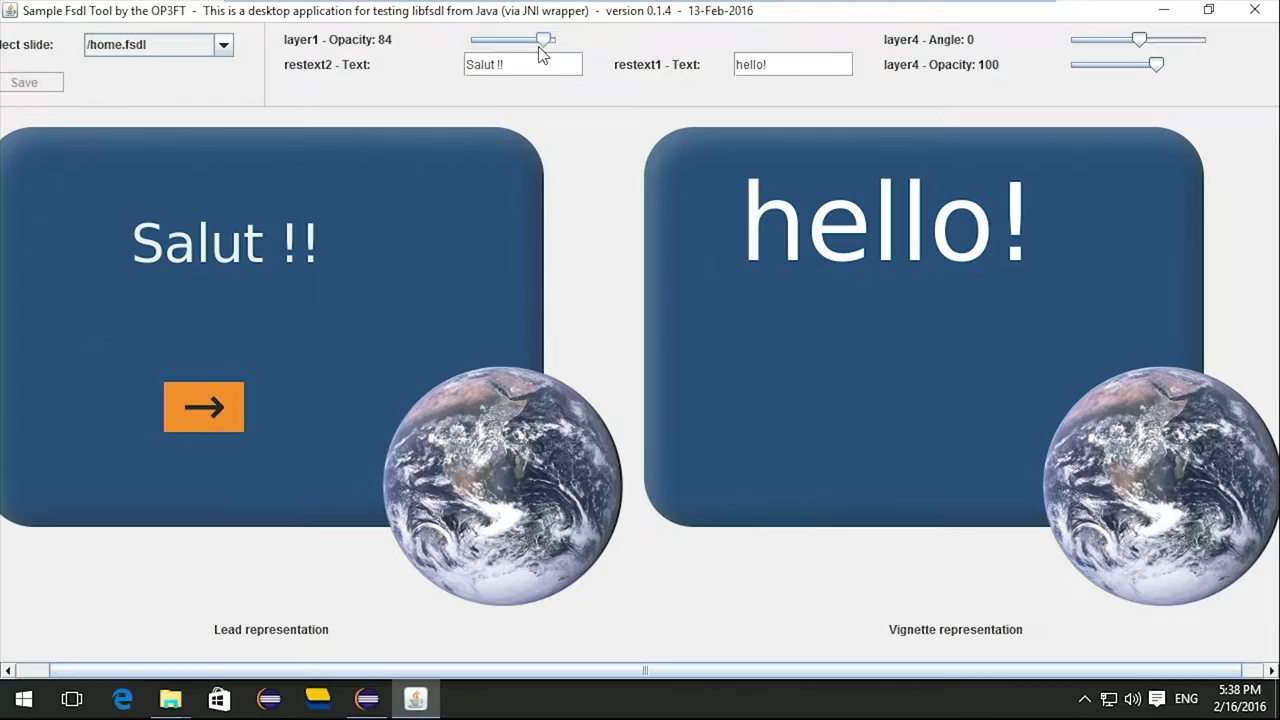 Sample Fsdl Tool by the OP3FT - This is a desktop application for testing libfsdl from Java (via JNI wrapper) - version 0.1.4 - 13-Feb-2016
lect slide:
/home.fsdl
layer1 - Opacity: 84
layer4 - Angle: 0
restext2 - Text:
Salut !!
restext1 - Text:
hello!
layer4 - Opacity: 100
Save
Salut !!
→
hello!
Lead representation
Vignette representation
ENG
5:38 PM
2/16/2016